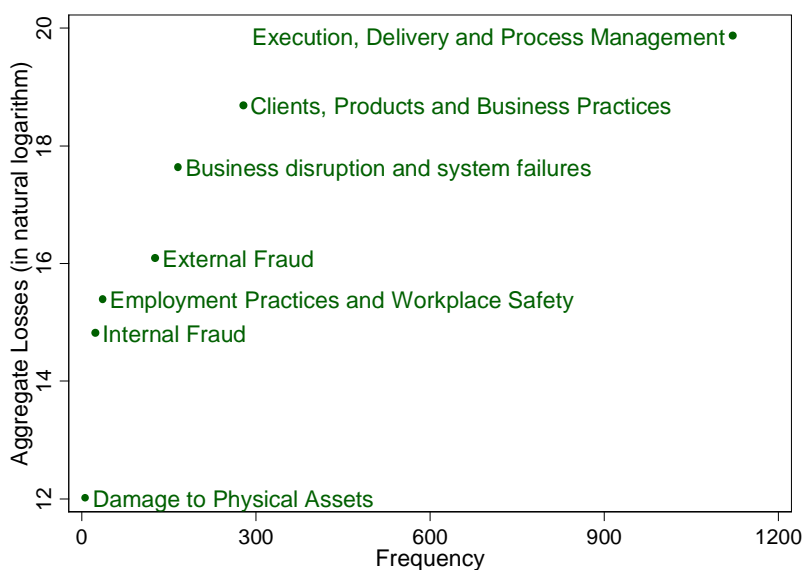 20
Execution, Delivery and Process Management
Clients, Products and Business Practices
18
Business disruption and system failures
External Fraud
16
Employment Practices and Workplace Safety
Internal Fraud
14
Damage to Physical Assets
12
Aggregate Losses (in natural logarithm)
0
300
600
900
1200
Frequency